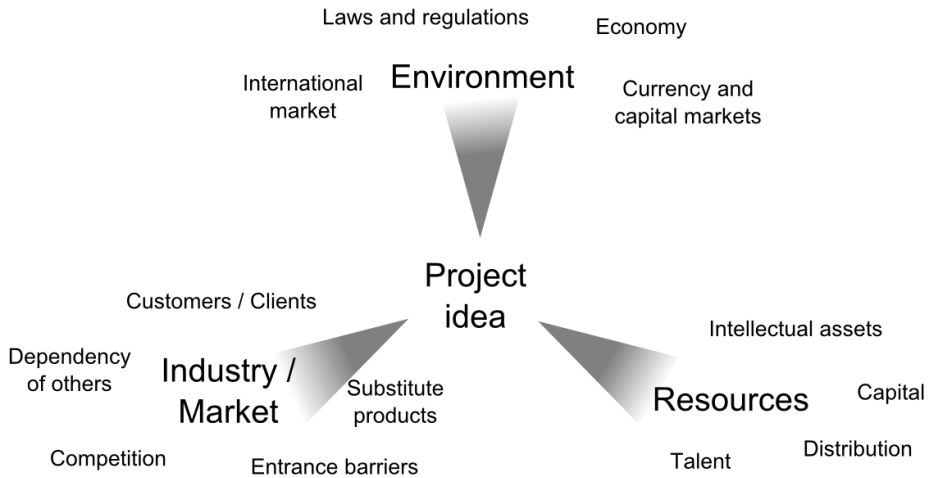 Laws and regulations
Economy
Environment
International
market
Currency and
capital markets
Project
idea
Customers / Clients
Dependency
of others
Industry /
Market
Substitute
products
Competition
Entrance barriers
Intellectual assets
Resources
Capital
Distribution
Talent